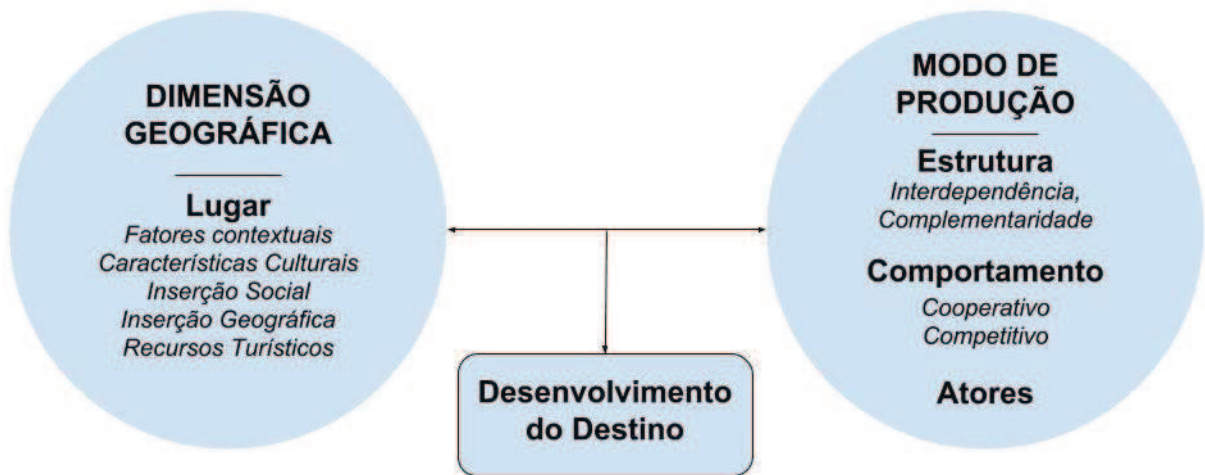 DIMENSÃO
GEOGRÁFICA
Lugar
Fatores contextuais
Características Culturais
Inserção Social
Inserção Geográfica
Recursos Turísticos
MODO DE
PRODUÇÃO
Estrutura
Interdependência,
Complementaridade
Comportamento
Cooperativo
Competitivo
Atores
Desenvolvimento
do Destino